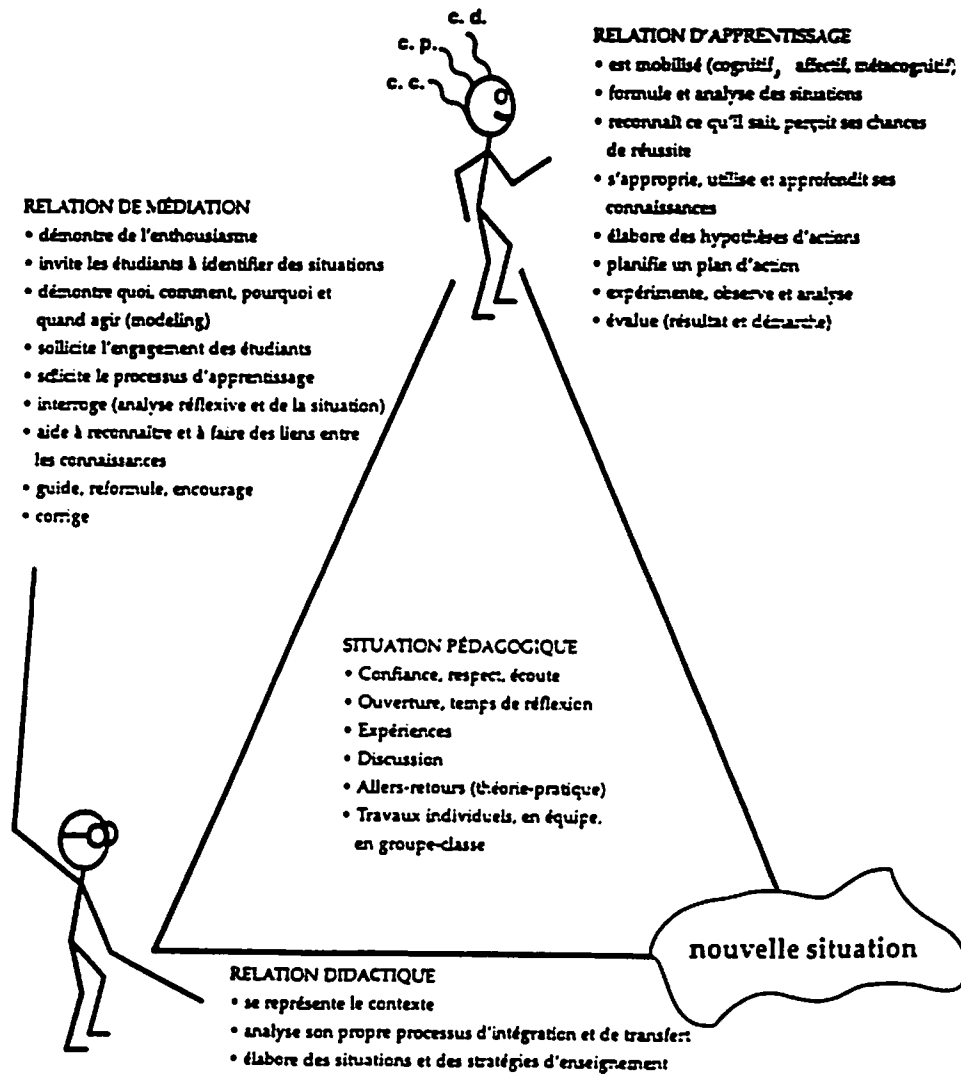 c. d.
c. p.
c. c.
RELATION D'APPRENTISSAGE
• est mobilisé (cognitif, affectif, métacognitif)
• formule et analyse des situations
• reconnaît ce qu'il sait, perçoit ses chances
de réussite
• s'approprie, utilise et approfondit ses
connaissances
• élabore des hypothèses d'actions
• planifie un plan d'action
• expérimente, observe et analyse
• évalue (résultat et démarche)
RELATION DE MÉDIATION
• démontre de l'enthousiasme
• invite les étudiants à identifier des situations
• démontre quoi, comment, pourquoi et
quand agir (modeling)
• sollicite l'engagement des étudiants
• sollicite le processus d'apprentissage
• interroge (analyse réflexive et de la situation)
• aide à reconnaître et à faire des liens entre
les connaissances
• guide, reformule, encourage
• corrige
SITUATION PÉDAGOGIQUE
• Confiance, respect, écoute
• Ouverture, temps de réflexion
• Expériences
• Discussion
• Allers-retours (théorie-pratique)
• Travaux individuels, en équipe,
en groupe-classe
nouvelle situation
RELATION DIDACTIQUE
• se représente le contexte
• analyse son propre processus d'intégration et de transfert
• élabore des situations et des stratégies d'enseignement